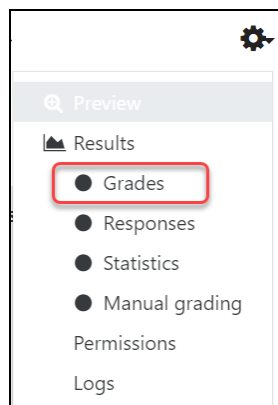 Preview
Results
Grades
Responses
Statistics
Manual grading
Permissions
Logs